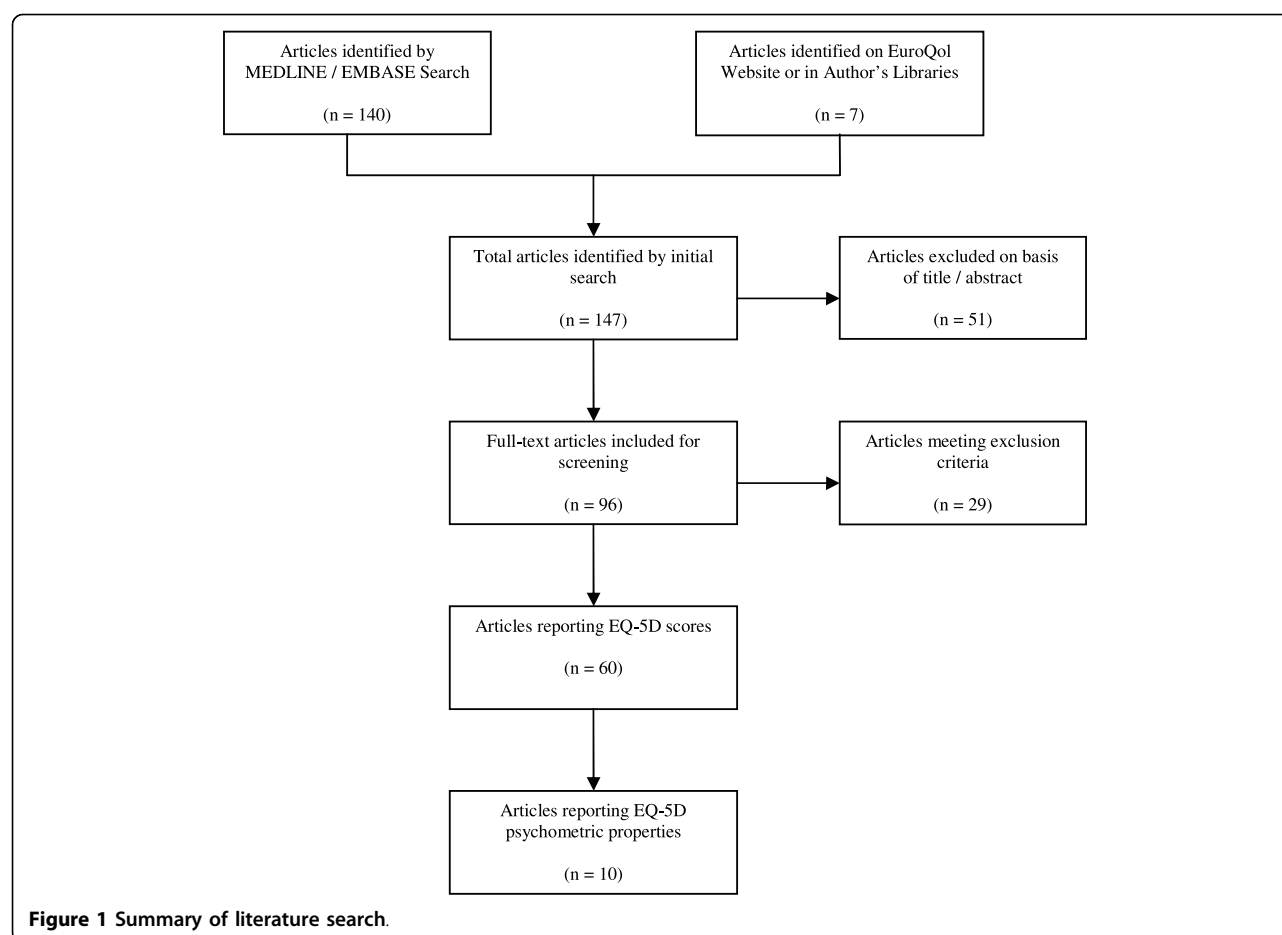 Articles identified by
MEDLINE / EMBASE Search
(n = 140)
Articles identified on EuroQol
Website or in Author's Libraries
(n = 7)
Total articles identified by initial
search
(n = 147)
Articles excluded on basis
of title / abstract
(n = 51)
Full-text articles included for
screening
(n = 96)
Articles meeting exclusion
criteria
(n = 29)
Articles reporting EQ-5D scores
(n = 60)
Articles reporting EQ-5D
psychometric properties
(n = 10)
Figure 1 Summary of literature search.